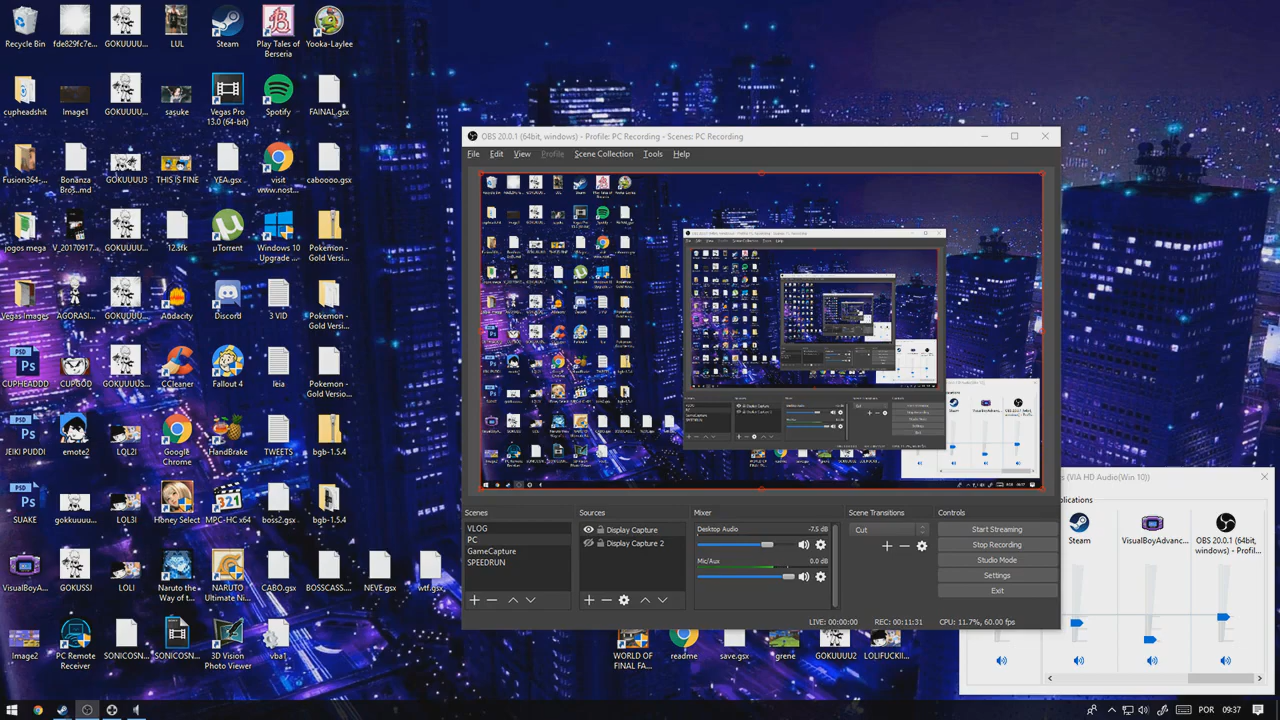 Recycle Bin
fde829fc7e...
GOKUUUU...
LUL
Steam
Play Tales of
Berseria
Yooka-Laylee
cupheadshit
Image1
GOKUUUU...
sasuke
Vegas Pro
13.0 (64-bit)
Spotify
FAINAL.gsx
Fusion364-...
Bonanza
Bros..md
GOKUUUU3
THIS IS FINE
YEA.gsx
visit
www.nost...
caboooo.gsx
jogos mega
V_20170917...
GOKUUUU...
µTorrent
Windows 10
Upgrade ...
Pokemon -
Gold Versi...
Vegas Images
AGORASI...
GOKUUU...
Audacity
Discord
3 VID
Pokemon -
Gold Versi...
CUPHEADDD
CUPGOD
GOKUUUS...
CCleaner
Fallout 4
leia
Pokemon -
Gold Versi...
JEIKI PUDDI
emote2
LOL2l
Google
Chrome
HandBrake
TWEETS
bgb-1.5.4
SUAKE
gokkuuuu...
LOL3l
Hbney Select
MPC-HC x64
boss2.gsx
bgb-1.5.4...
VisualBoyA...
GOKUSSJ
LOLI
Naruto the
Way of t...
NARUTO
Ultimate Ni...
CABO.gsx
BOSSCASS...
NEVE.gsx
wtf.gsx
Image2
PC Remote
Receiver
SONICOSN...
SONICOSN...
3D Vision
Photo Viewer
vba1
WORLD OF
FINAL FA...
readme
save.gsx
grene
GOKUUUU2
LOLIFUCKII...
OBS 20.0.1 (64bit, windows) - Profile: PC Recording - Scenes: PC Recording
File Edit View Profile Scene Collection Tools Help
Scenes
VLOG
PC
GameCapture
SPEEDRUN
Sources
Display Capture
Display Capture 2
Mixer
Desktop Audio -7.5 dB
Mic/Aux 0.0 dB
Scene Transitions
Cut
Controls
Start Streaming
Stop Recording
Studio Mode
Settings
Exit
LIVE: 00:00:00 REC: 00:11:31 CPU: 11.7%, 60.00 fps
(VIA HD Audio(Win 10))
Steam
VisualBoyAdvanc...
OBS 20.0.1 (64bit,
windows) - Profil...
POR 09:37